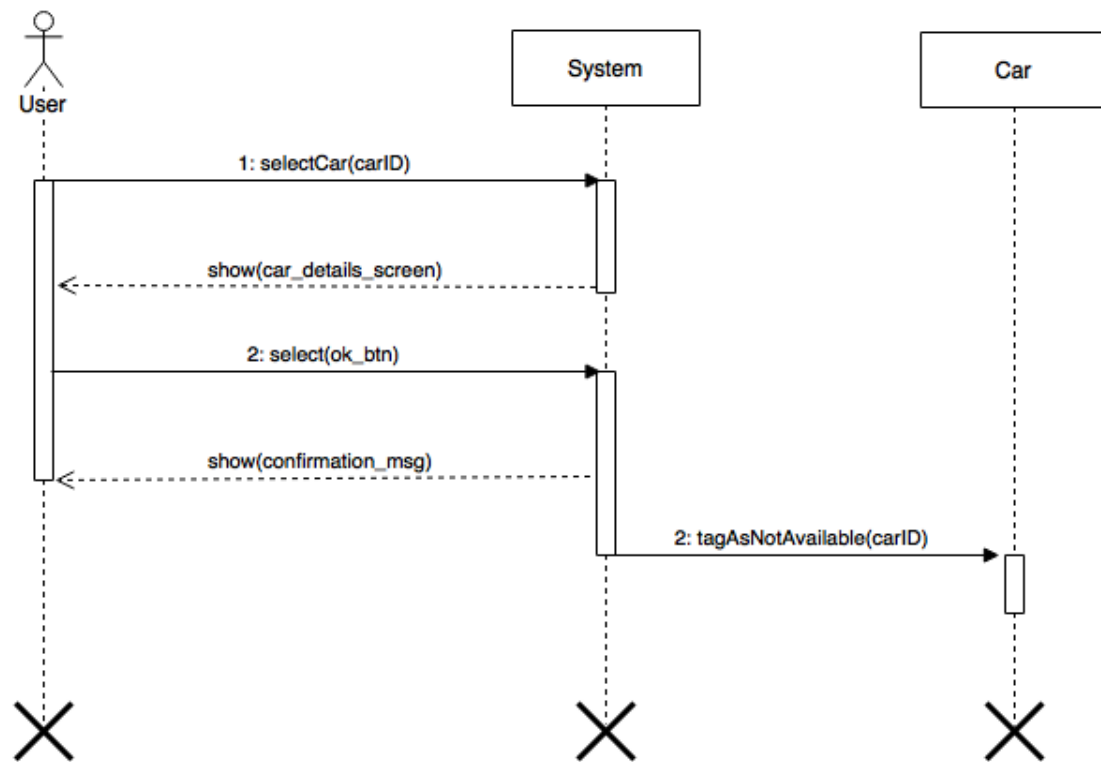 User
System
Car
1: selectCar(carID)
show(car_details_screen)
2: select(ok_btn)
show(confirmation_msg)
2: tagAsNotAvailable(carID)